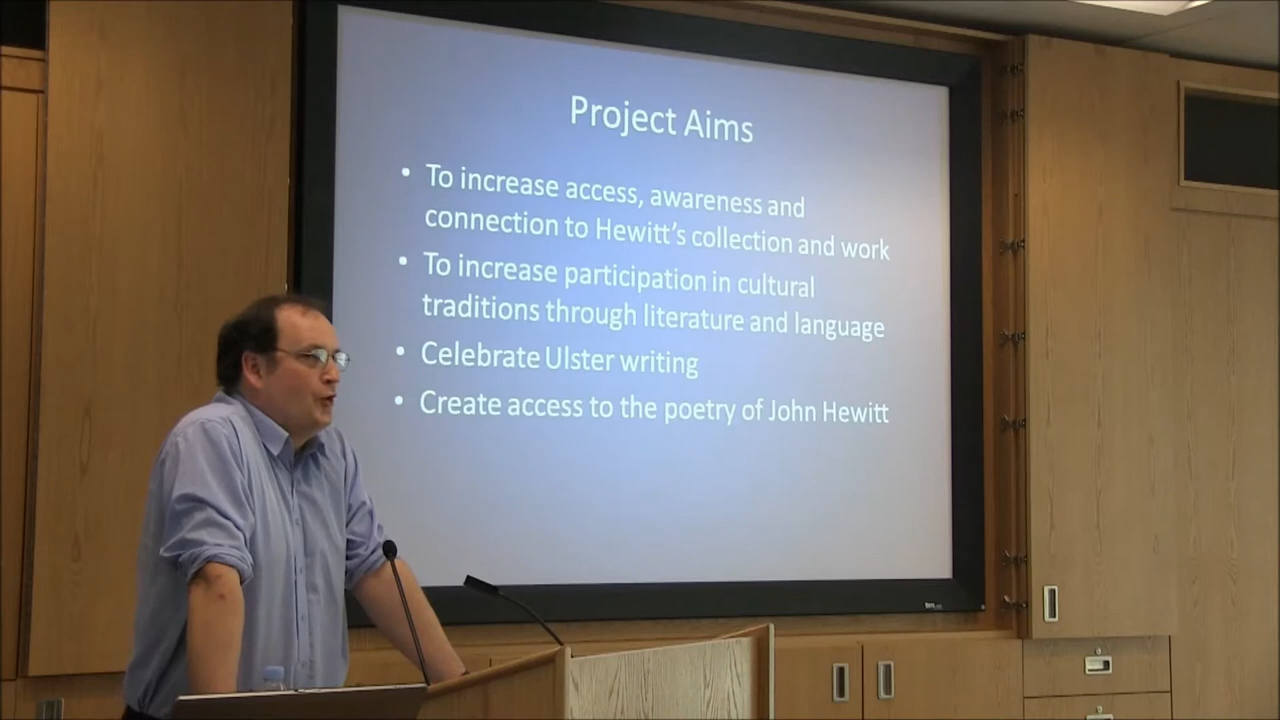 Project Aims
• To increase access, awareness and
connection to Hewitt's collection and work
• To increase participation in cultural
traditions through literature and language
• Celebrate Ulster writing
• Create access to the poetry of John Hewitt